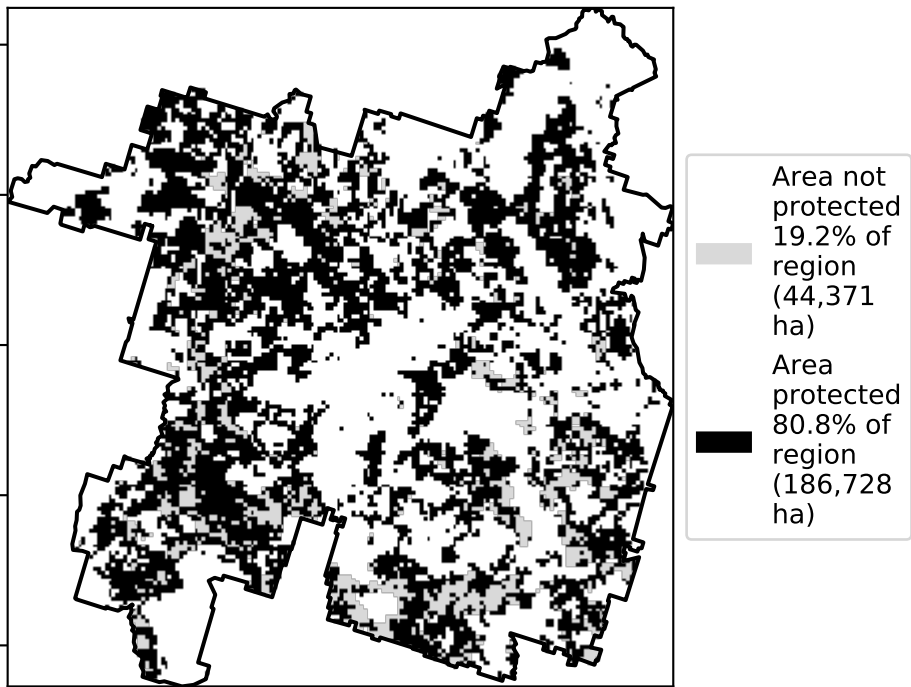 Area not
protected
19.2% of
region
(44,371
ha)
Area
protected
80.8% of
region
(186,728
ha)